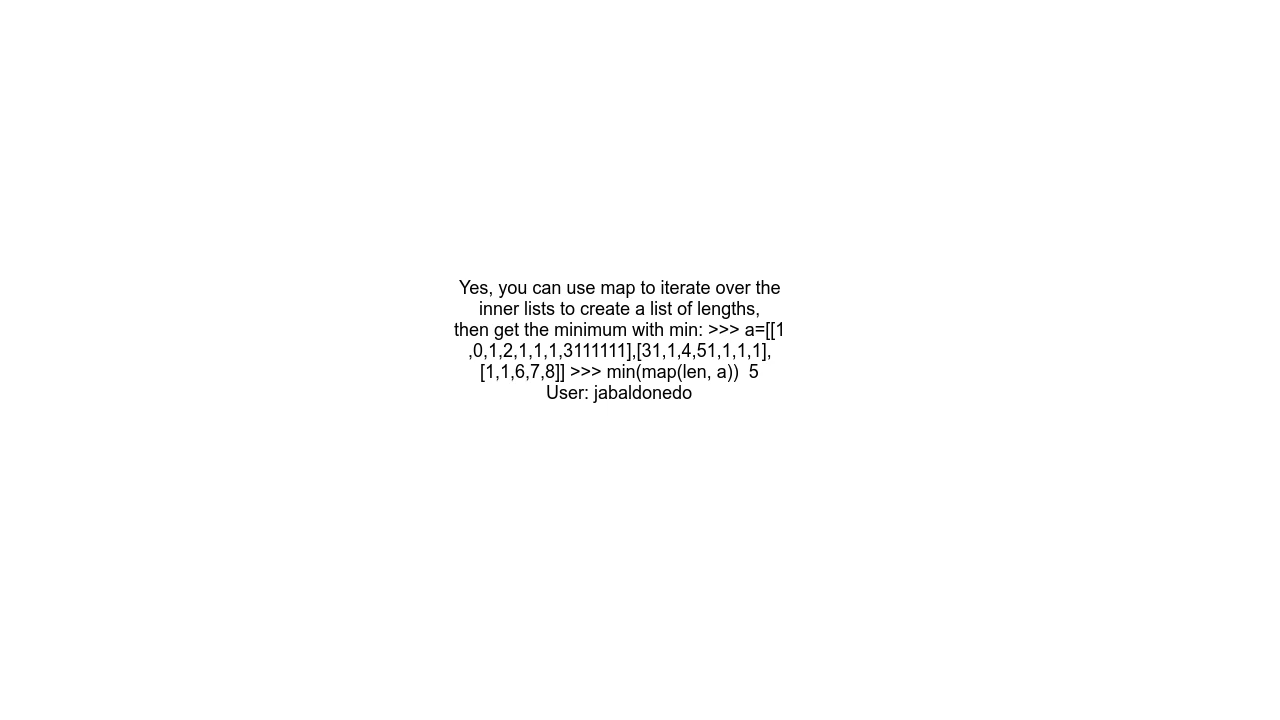 Yes, you can use map to iterate over the
inner lists to create a list of lengths,
then get the minimum with min: >>> a=[[1
,0,1,2,1,1,1,3111111],[31,1,4,51,1,1,1],
[1,1,6,7,8]] >>> min(map(len, a))  5
User: jabaldonedo